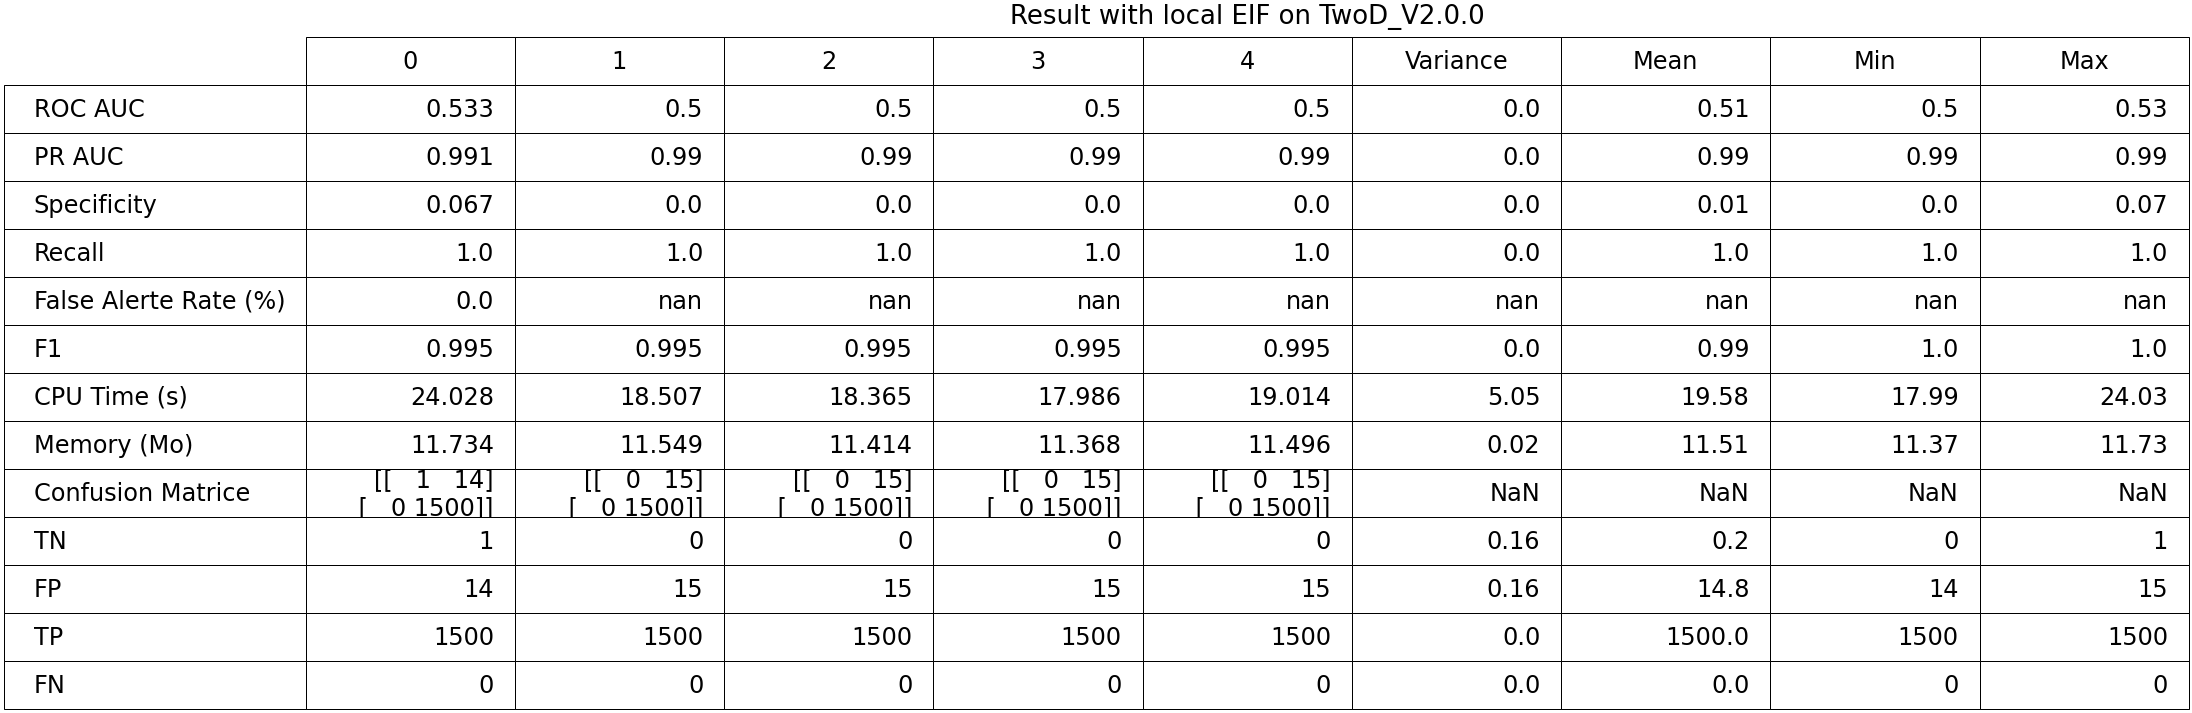 Result with local EIF on TwoD_V2.0.0
0 1 2 3 4 Variance Mean Min Max
ROC AUC 0.533 0.5 0.5 0.5 0.5 0.0 0.51 0.5 0.53
PR AUC 0.991 0.99 0.99 0.99 0.99 0.0 0.99 0.99 0.99
Specificity 0.067 0.0 0.0 0.0 0.0 0.0 0.01 0.0 0.07
Recall 1.0 1.0 1.0 1.0 1.0 0.0 1.0 1.0 1.0
False Alerte Rate (%) 0.0 nan nan nan nan nan nan nan nan
F1 0.995 0.995 0.995 0.995 0.995 0.0 0.99 1.0 1.0
CPU Time (s) 24.028 18.507 18.365 17.986 19.014 5.05 19.58 17.99 24.03
Memory (Mo) 11.734 11.549 11.414 11.368 11.496 0.02 11.51 11.37 11.73
[[ 1 14] [[ 0 15] [[ 0 15] [[ 0 15] [[ 0 15]
Confusion Matrice NaN NaN NaN NaN
[ 0 1500]] [ 0 1500]] [ 0 1500]] [ 0 1500]] [ 0 1500]]
TN 1 0 0 0 0 0.16 0.2 0 1
FP 14 15 15 15 15 0.16 14.8 14 15
TP 1500 1500 1500 1500 1500 0.0 1500.0 1500 1500
FN 0 0 0 0 0 0.0 0.0 0 0